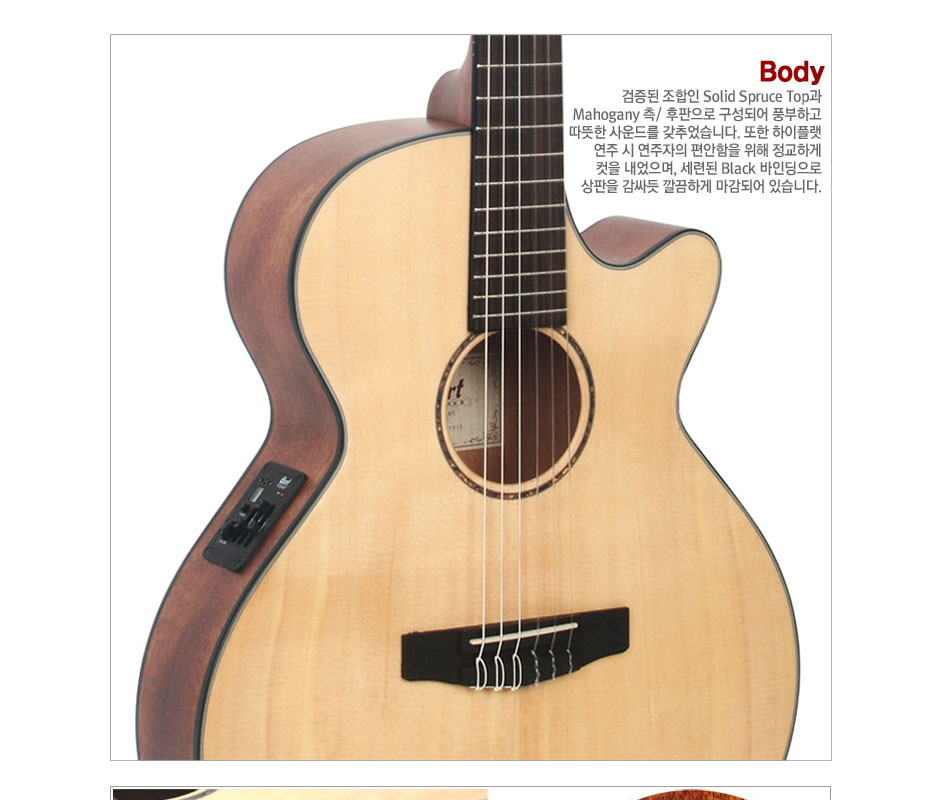 Body
검증된 조합인 Solid Spruce Top과
Mahogany 측/ 후판으로 구성되어 풍부하고
따뜻한 사운드를 갖추었습니다. 또한 하이플랫
연주 시 연주자의 편안함을 위해 정교하게
컷을 내었으며, 세련된 Black 바인딩으로
상판을 감싸듯 깔끔하게 마감되어 있습니다.